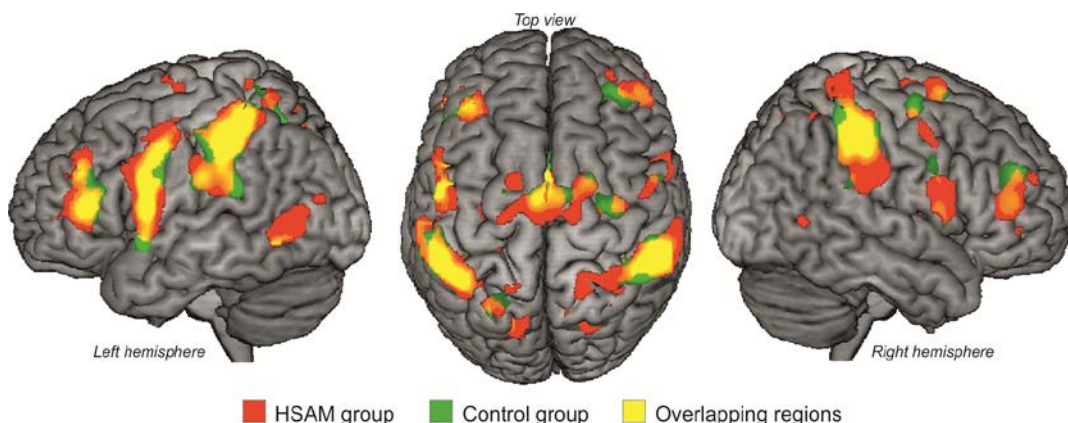 Top view
Left hemisphere
Right hemisphere
HSAM group Control group Overlapping regions